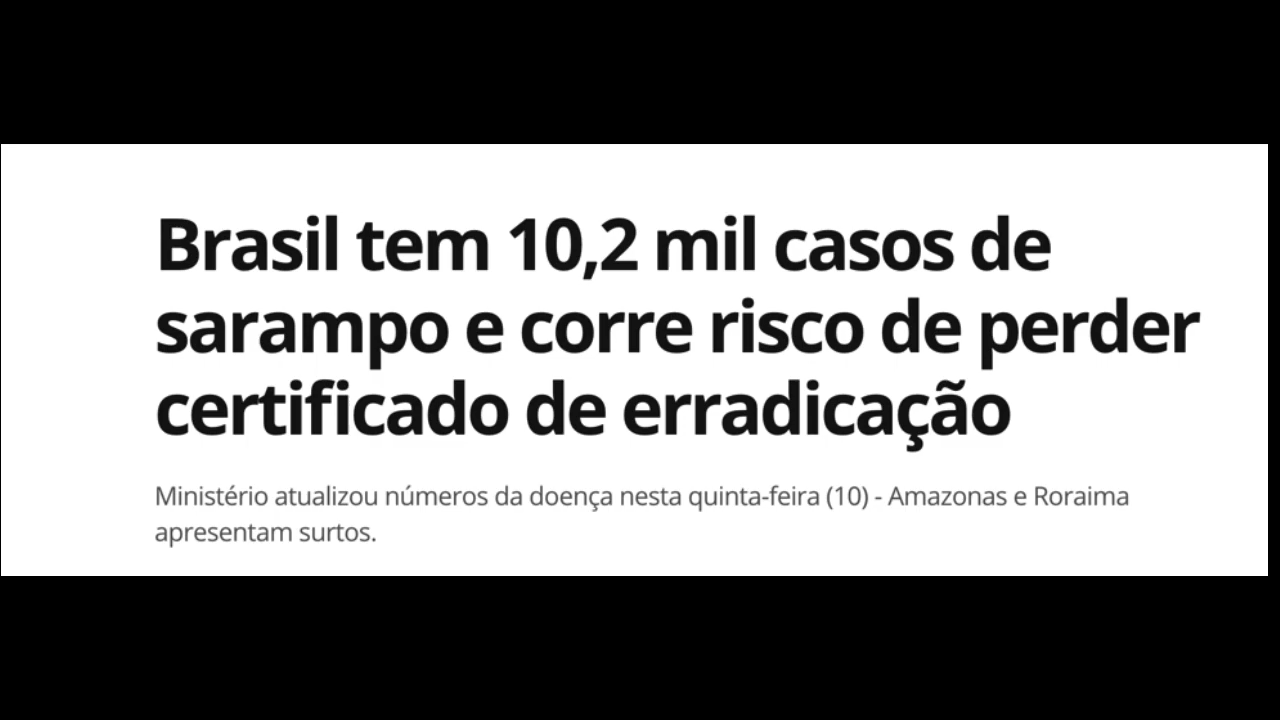 Brasil tem 10,2 mil casos de
sarampo e corre risco de perder
certificado de erradicação
Ministério atualizou números da doença nesta quinta-feira (10) - Amazonas e Roraima
apresentam surtos.